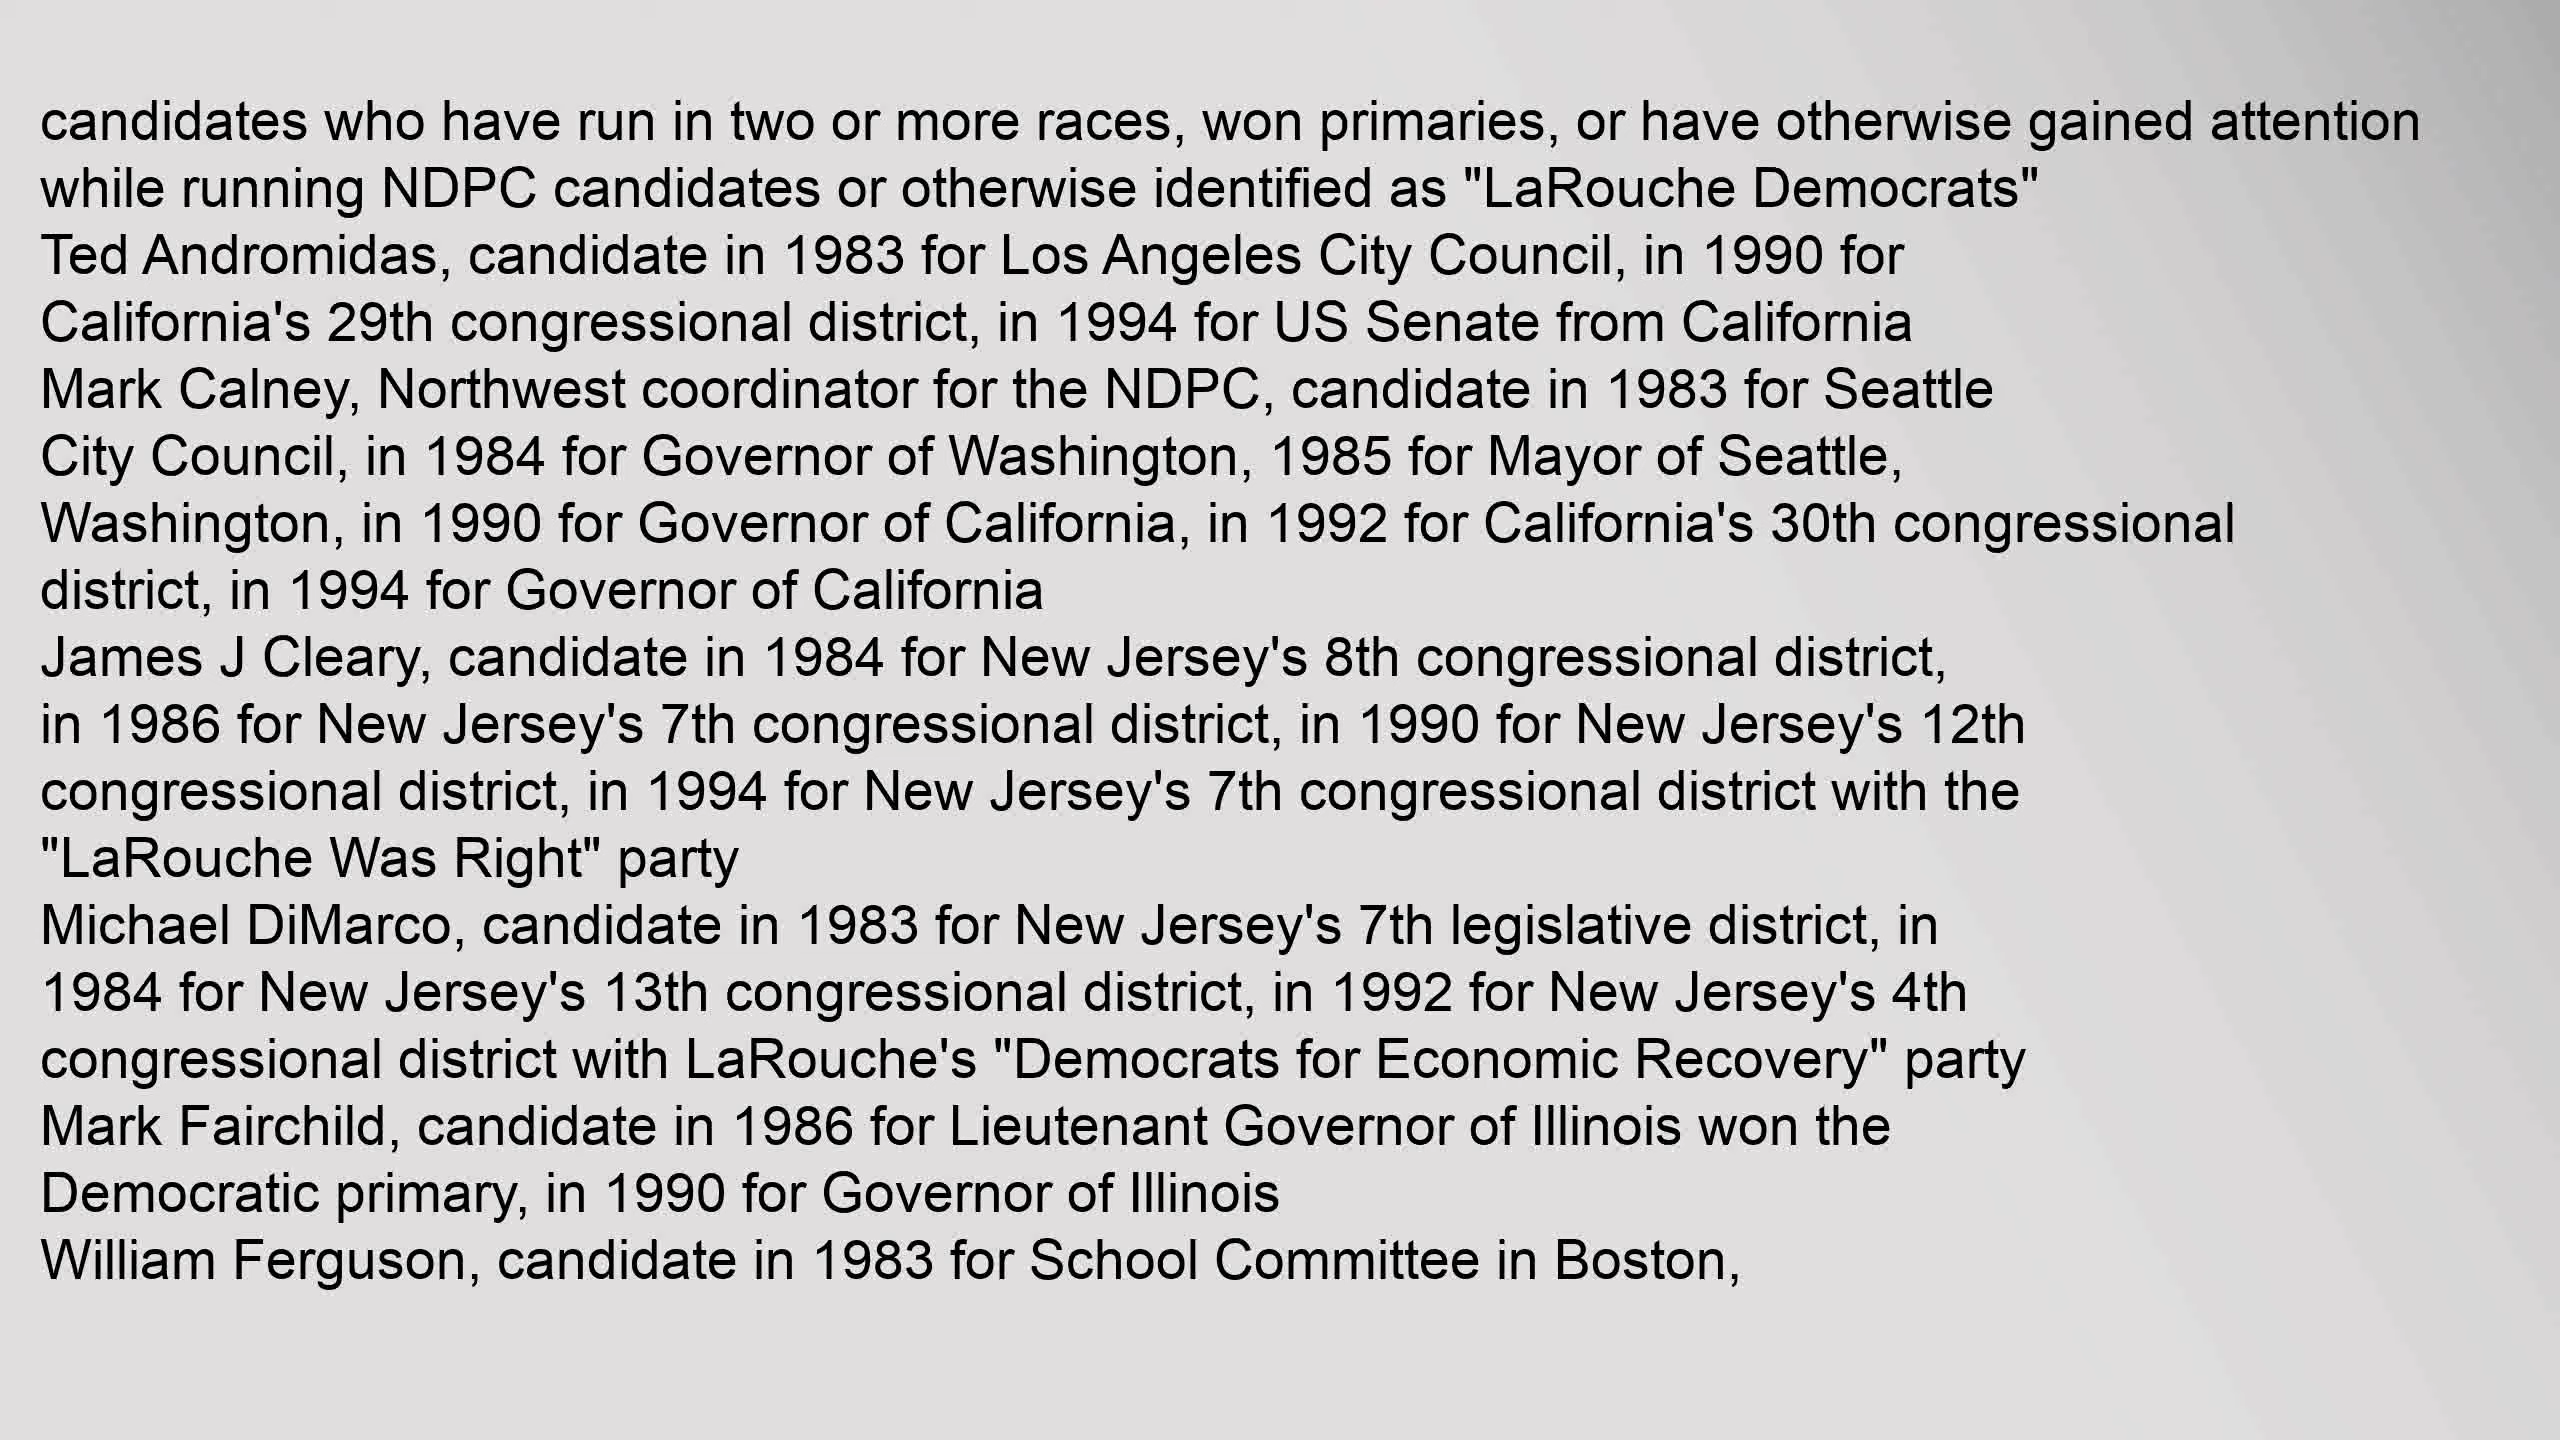 candidates who have run in two or more races, won primaries, or have otherwise gained attention
while running NDPC candidates or otherwise identified as "LaRouche Democrats"
Ted Andromidas, candidate in 1983 for Los Angeles City Council, in 1990 for
California's 29th congressional district, in 1994 for US Senate from California
Mark Calney, Northwest coordinator for the NDPC, candidate in 1983 for Seattle
City Council, in 1984 for Governor of Washington, 1985 for Mayor of Seattle,
Washington, in 1990 for Governor of California, in 1992 for California's 30th congressional
district, in 1994 for Governor of California
James J Cleary, candidate in 1984 for New Jersey's 8th congressional district,
in 1986 for New Jersey's 7th congressional district, in 1990 for New Jersey's 12th
congressional district, in 1994 for New Jersey's 7th congressional district with the
"LaRouche Was Right" party
Michael DiMarco, candidate in 1983 for New Jersey's 7th legislative district, in
1984 for New Jersey's 13th congressional district, in 1992 for New Jersey's 4th
congressional district with LaRouche's "Democrats for Economic Recovery" party
Mark Fairchild, candidate in 1986 for Lieutenant Governor of Illinois won the
Democratic primary, in 1990 for Governor of Illinois
William Ferguson, candidate in 1983 for School Committee in Boston,